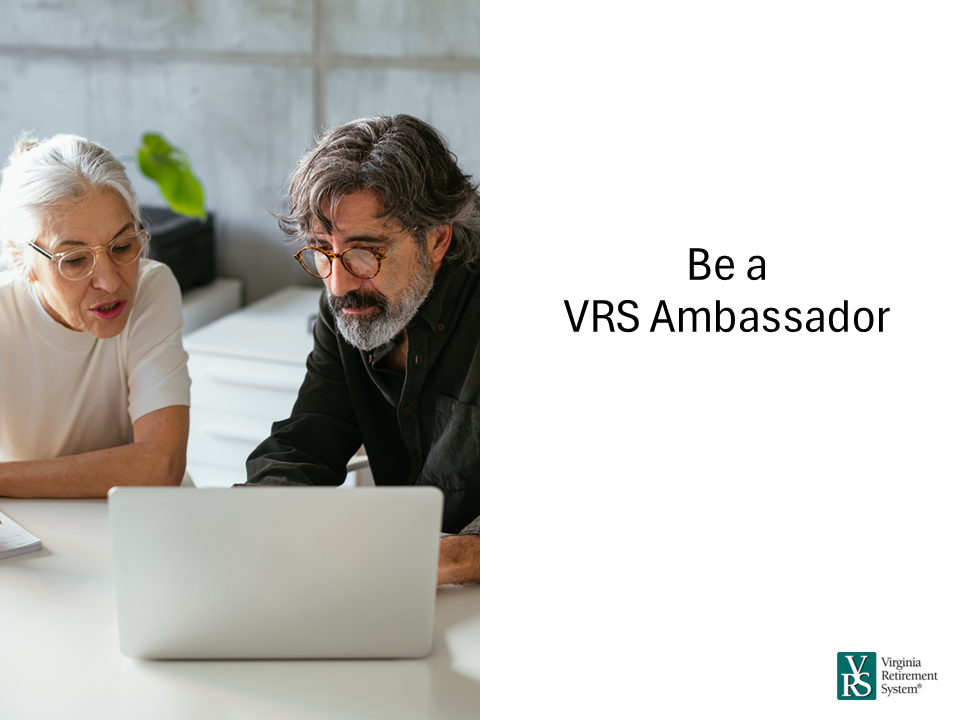 Be a
VRS Ambassador
VRS
Virginia
Retirement
System®